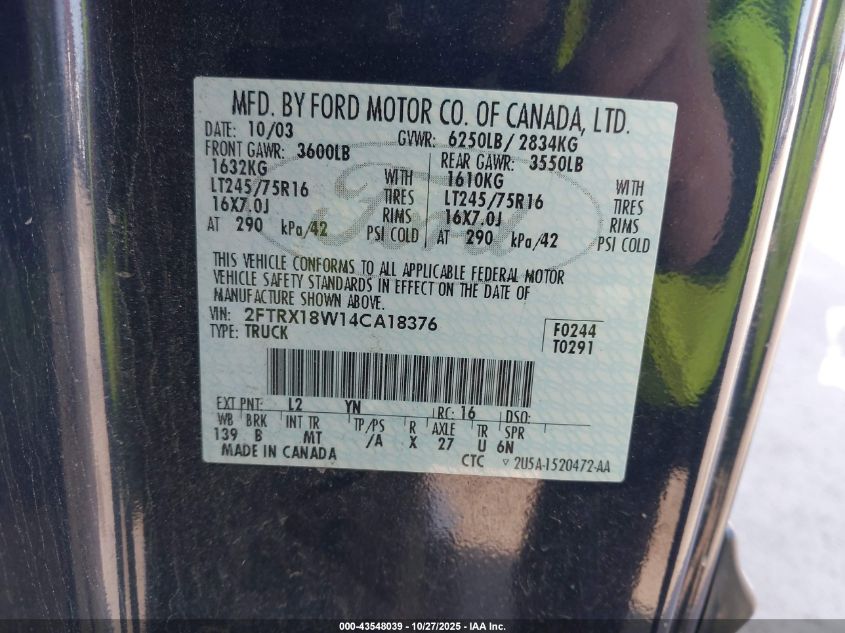 MFD. BY FORD MOTOR CO. OF CANADA, LTD.
DATE: 10/03 GVWR: 6250LB/ 2834KG
FRONT GAWR: 3600LB REAR GAWR: 3550LB
1632KG WITH 1610KG WITH
LT245/75R16 TIRES LT245/75R16 TIRES
16X7.0J RIMS 16X7.0J RIMS
AT 290 kPa/42 PSI COLD AT 290 kPa/42 PSI COLD
Ford
THIS VEHICLE CONFORMS TO ALL APPLICABLE FEDERAL MOTOR
VEHICLE SAFETY STANDARDS IN EFFECT ON THE DATE OF
MANUFACTURE SHOWN ABOVE.
VIN: 2FTRX18W14CA18376 F0244
TYPE: TRUCK T0291
EXT PNT: L2 YN RC: 16 DSO:
WB BRK INT TR TP/PS R AXLE TR SPR
139 B MT /A X 27 U 6N
MADE IN CANADA CTC ▽ 2U5A-1520472-AA
000-43548039 - 10/27/2025 - IAA Inc.